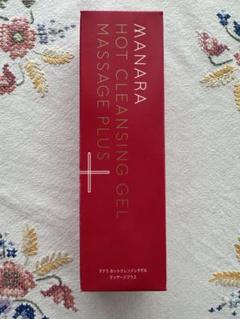 MANARA
HOT CLEANSING GEL
MASSAGE PLUS
マナラ ホットクレンジングゲル
マッサージプラス